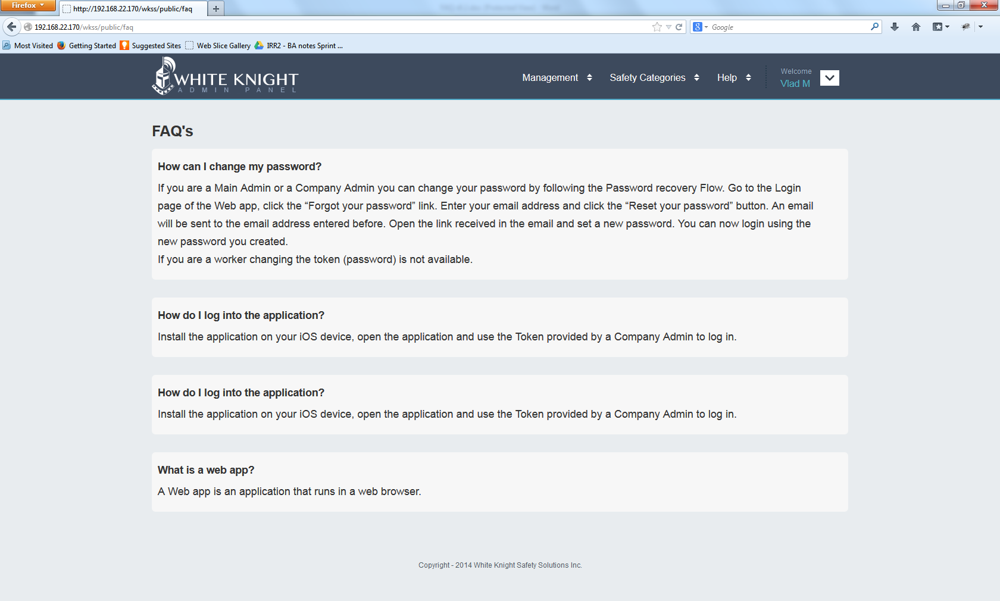 Firefox
http://192.168.22.170/wkss/public/faq
192.168.22.170/wkss/public/faq
Google
Most Visited Getting Started Suggested Sites Web Slice Gallery IRR2 - BA notes Sprint ...
WHITE KNIGHT
ADMIN PANEL
Management Safety Categories Help
Welcome
Vlad M
FAQ's
How can I change my password?
If you are a Main Admin or a Company Admin you can change your password by following the Password recovery Flow. Go to the Login
page of the Web app, click the “Forgot your password” link. Enter your email address and click the “Reset your password” button. An email
will be sent to the email address entered before. Open the link received in the email and set a new password. You can now login using the
new password you created.
If you are a worker changing the token (password) is not available.
How do I log into the application?
Install the application on your iOS device, open the application and use the Token provided by a Company Admin to log in.
How do I log into the application?
Install the application on your iOS device, open the application and use the Token provided by a Company Admin to log in.
What is a web app?
A Web app is an application that runs in a web browser.
Copyright - 2014 White Knight Safety Solutions Inc.